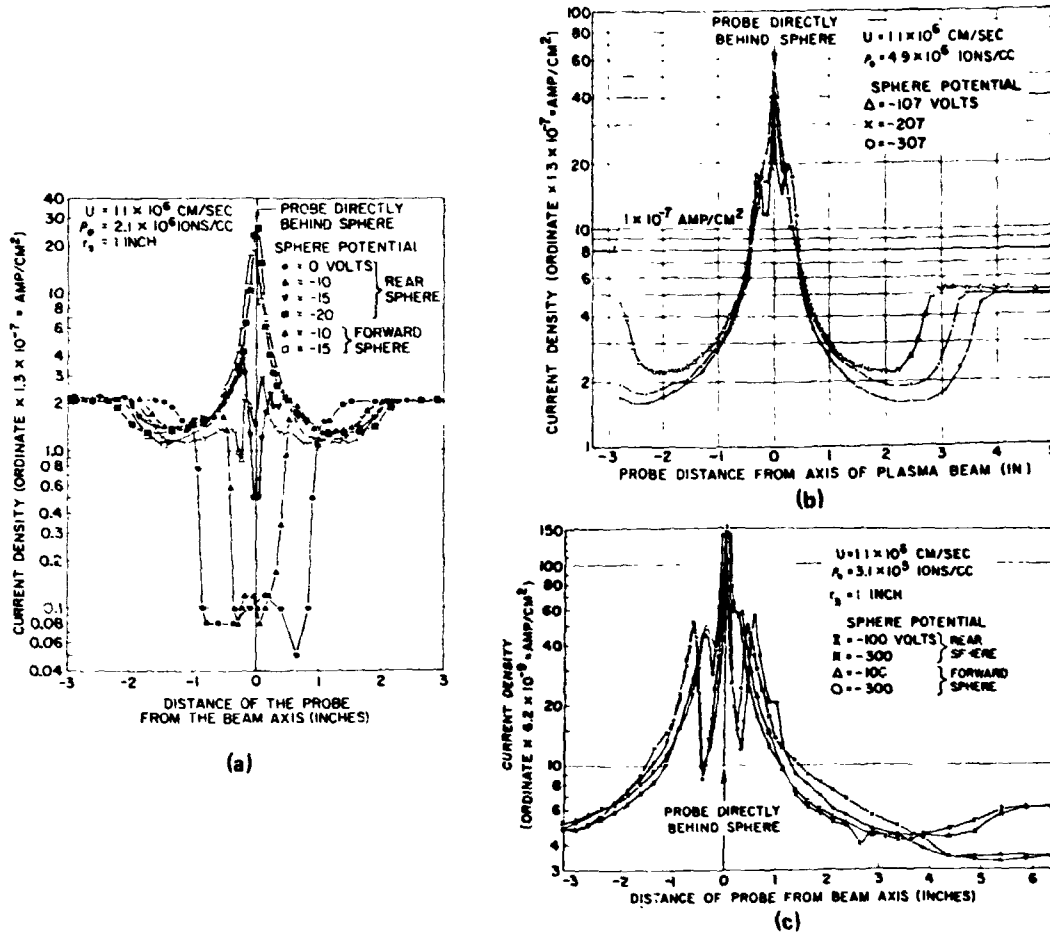 CURRENT DENSITY (ORDINATE x 1.3 x 10-7 = AMP/CM2)
40
30
20
10
8
6
4
3
2
1.0
0.8
0.6
0.4
0.3
0.2
0.1
0.08
0.06
0.04
U = 1.1 x 106 CM/SEC
ρo = 2.1 x 106 IONS/CC
rs = 1 INCH
PROBE DIRECTLY
BEHIND SPHERE
SPHERE POTENTIAL
= 0 VOLTS
= -10
= -15
= -20
REAR
SPHERE
= -10
= -15
FORWARD
SPHERE
-3 -2 -1 0 1 2 3
DISTANCE OF THE PROBE
FROM THE BEAM AXIS (INCHES)
(a)
CURRENT DENSITY (ORDINATE x 1.3 x 10-7 = AMP/CM2)
100
80
60
40
20
10
8
6
4
2
1
PROBE DIRECTLY
BEHIND SPHERE
U = 1.1 x 106 CM/SEC
ρo = 4.9 x 106 IONS/CC
SPHERE POTENTIAL
Δ = -107 VOLTS
x = -207
O = -307
1 x 10-7 AMP/CM2
-3 -2 -1 0 1 2 3 4 5
PROBE DISTANCE FROM AXIS OF PLASMA BEAM (IN)
(b)
CURRENT DENSITY
(ORDINATE x 6.2 x 10-9 = AMP/CM2)
150
100
80
60
40
20
10
8
6
4
3
U = 1.1 x 106 CM/SEC
ρo = 3.1 x 105 IONS/CC
rs = 1 INCH
SPHERE POTENTIAL
= -100 VOLTS
= -300
REAR
SPHERE
Δ = -100
O = -300
FORWARD
SPHERE
PROBE DIRECTLY
BEHIND SPHERE
-3 -2 -1 0 1 2 3 4 5 6
DISTANCE OF PROBE FROM BEAM AXIS (INCHES)
(c)